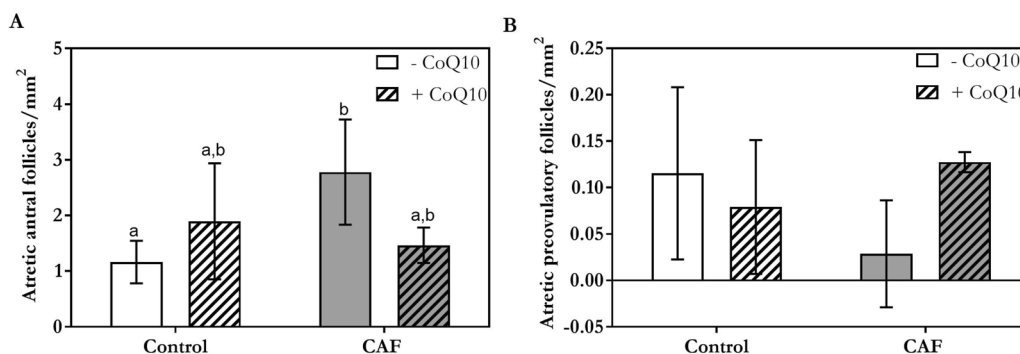 A
Atretic antral follicles/mm²
5
4
3
2
1
0
- CoQ10
+ CoQ10
a
a,b
b
a,b
Control CAF
B
Atretic preovulatory follicles/mm²
0.25
0.20
0.15
0.10
0.05
0.00
-0.05
- CoQ10
+ CoQ10
Control CAF